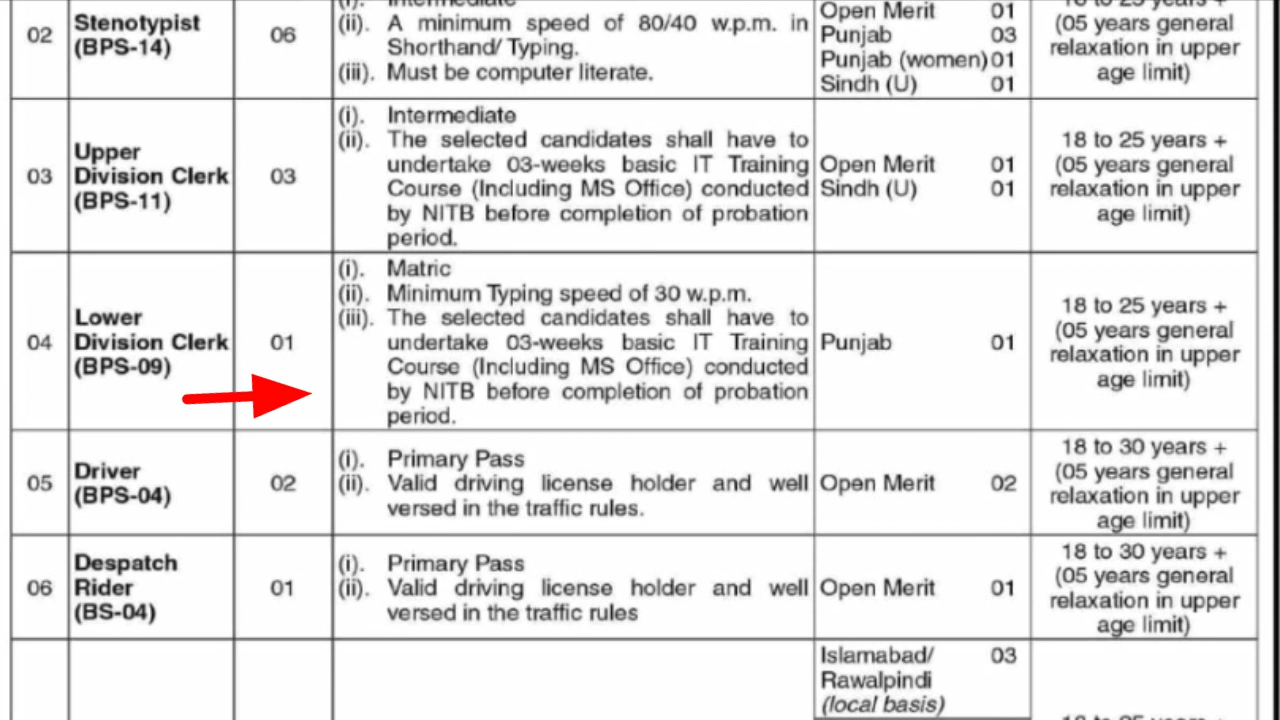 02
Stenotypist
(BPS-14)
06
(i). Intermediate
(ii). A minimum speed of 80/40 w.p.m. in
Shorthand/ Typing.
(iii). Must be computer literate.
Open Merit 01
Punjab 03
Punjab (women) 01
Sindh (U) 01
18 to 25 years +
(05 years general
relaxation in upper
age limit)
03
Upper
Division Clerk
(BPS-11)
03
(i). Intermediate
(ii). The selected candidates shall have to
undertake 03-weeks basic IT Training
Course (Including MS Office) conducted
by NITB before completion of probation
period.
Open Merit 01
Sindh (U) 01
18 to 25 years +
(05 years general
relaxation in upper
age limit)
04
Lower
Division Clerk
(BPS-09)
01
(i). Matric
(ii). Minimum Typing speed of 30 w.p.m.
(iii). The selected candidates shall have to
undertake 03-weeks basic IT Training
Course (Including MS Office) conducted
by NITB before completion of probation
period.
Punjab 01
18 to 25 years +
(05 years general
relaxation in upper
age limit)
05
Driver
(BPS-04)
02
(i). Primary Pass
(ii). Valid driving license holder and well
versed in the traffic rules.
Open Merit 02
18 to 30 years +
(05 years general
relaxation in upper
age limit)
06
Despatch
Rider
(BS-04)
01
(i). Primary Pass
(ii). Valid driving license holder and well
versed in the traffic rules
Open Merit 01
18 to 30 years +
(05 years general
relaxation in upper
age limit)
Islamabad/ 03
Rawalpindi
(local basis)
18 to 25 years +